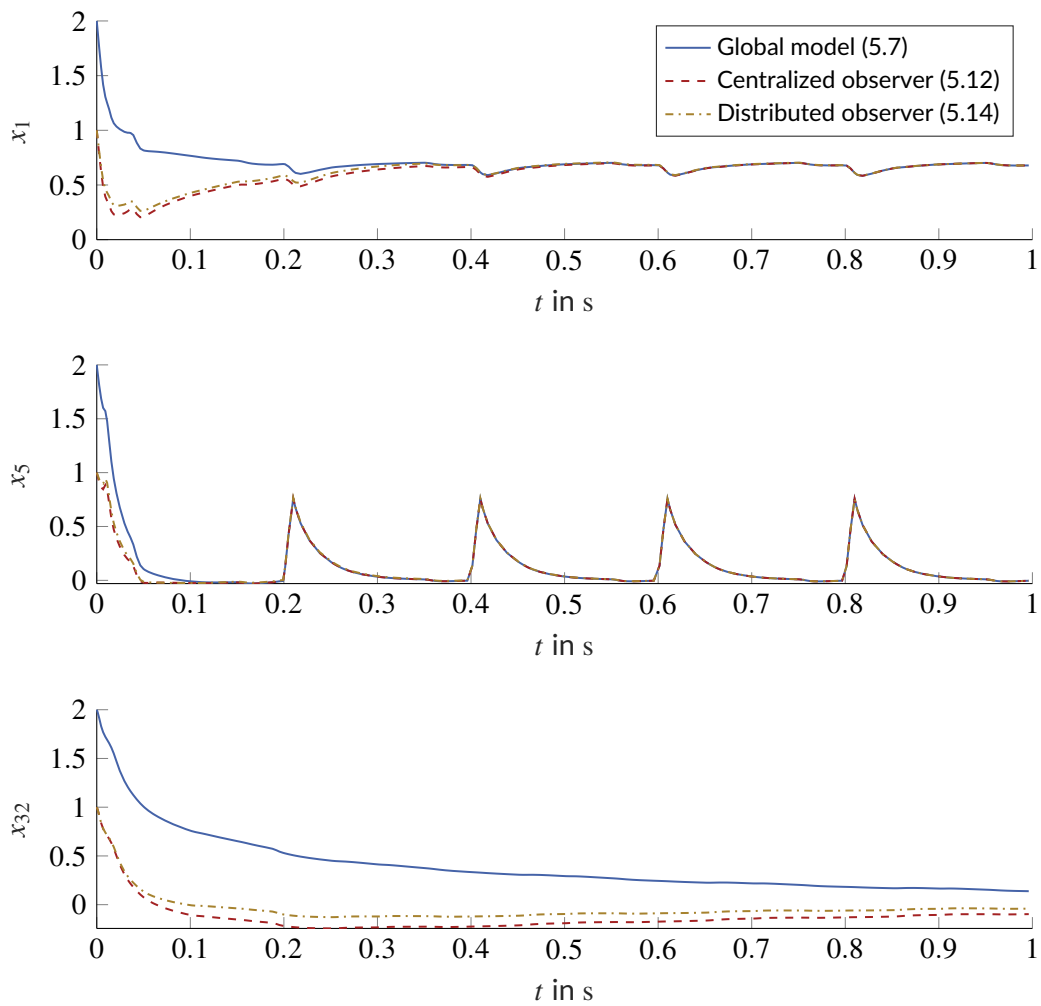 2
1.5
1
0.5
0
x1
Global model (5.7)
Centralized observer (5.12)
Distributed observer (5.14)
0 0.1 0.2 0.3 0.4 0.5 0.6 0.7 0.8 0.9 1
t in s
2
1.5
1
0.5
0
x5
0 0.1 0.2 0.3 0.4 0.5 0.6 0.7 0.8 0.9 1
t in s
2
1.5
1
0.5
0
x32
0 0.1 0.2 0.3 0.4 0.5 0.6 0.7 0.8 0.9 1
t in s